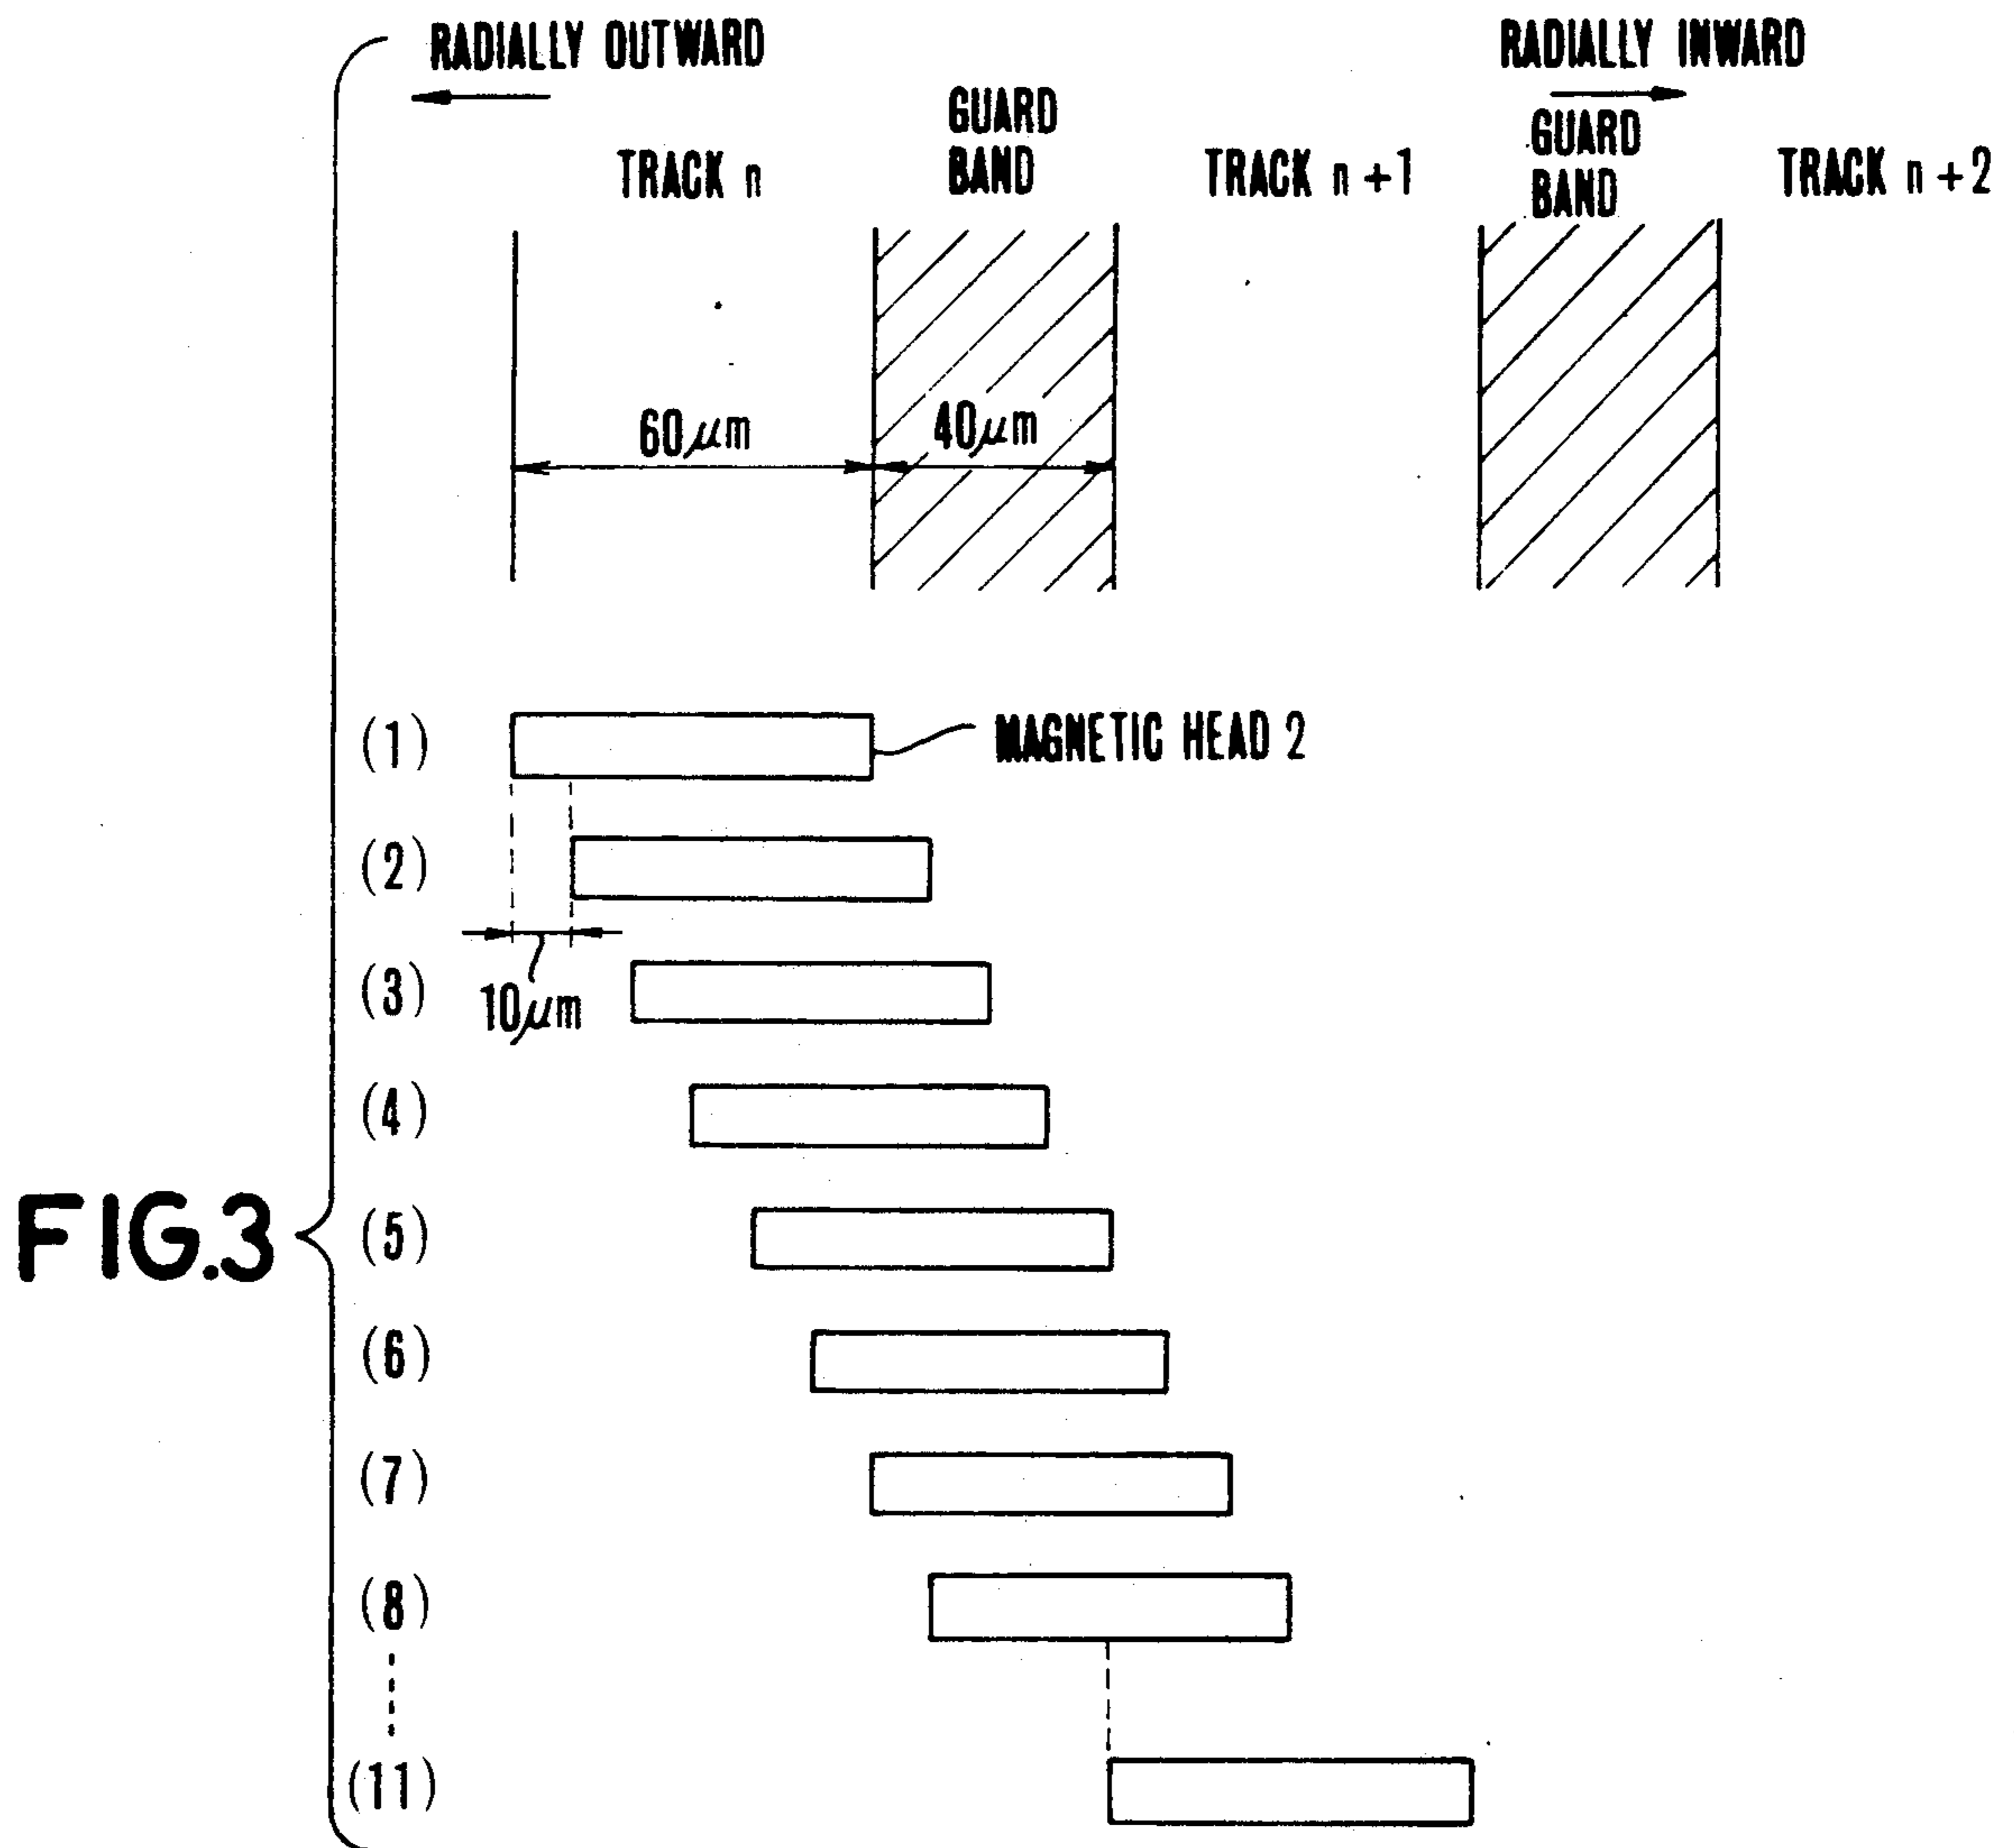 RADIALLY OUTWARD
RADIALLY INWARD
GUARD
BAND
GUARD
BAND
TRACK n
TRACK n+1
TRACK n+2
60μm
40μm
(1)
MAGNETIC HEAD 2
(2)
(3)
10μm
(4)
FIG.3
(5)
(6)
(7)
(8)
(11)